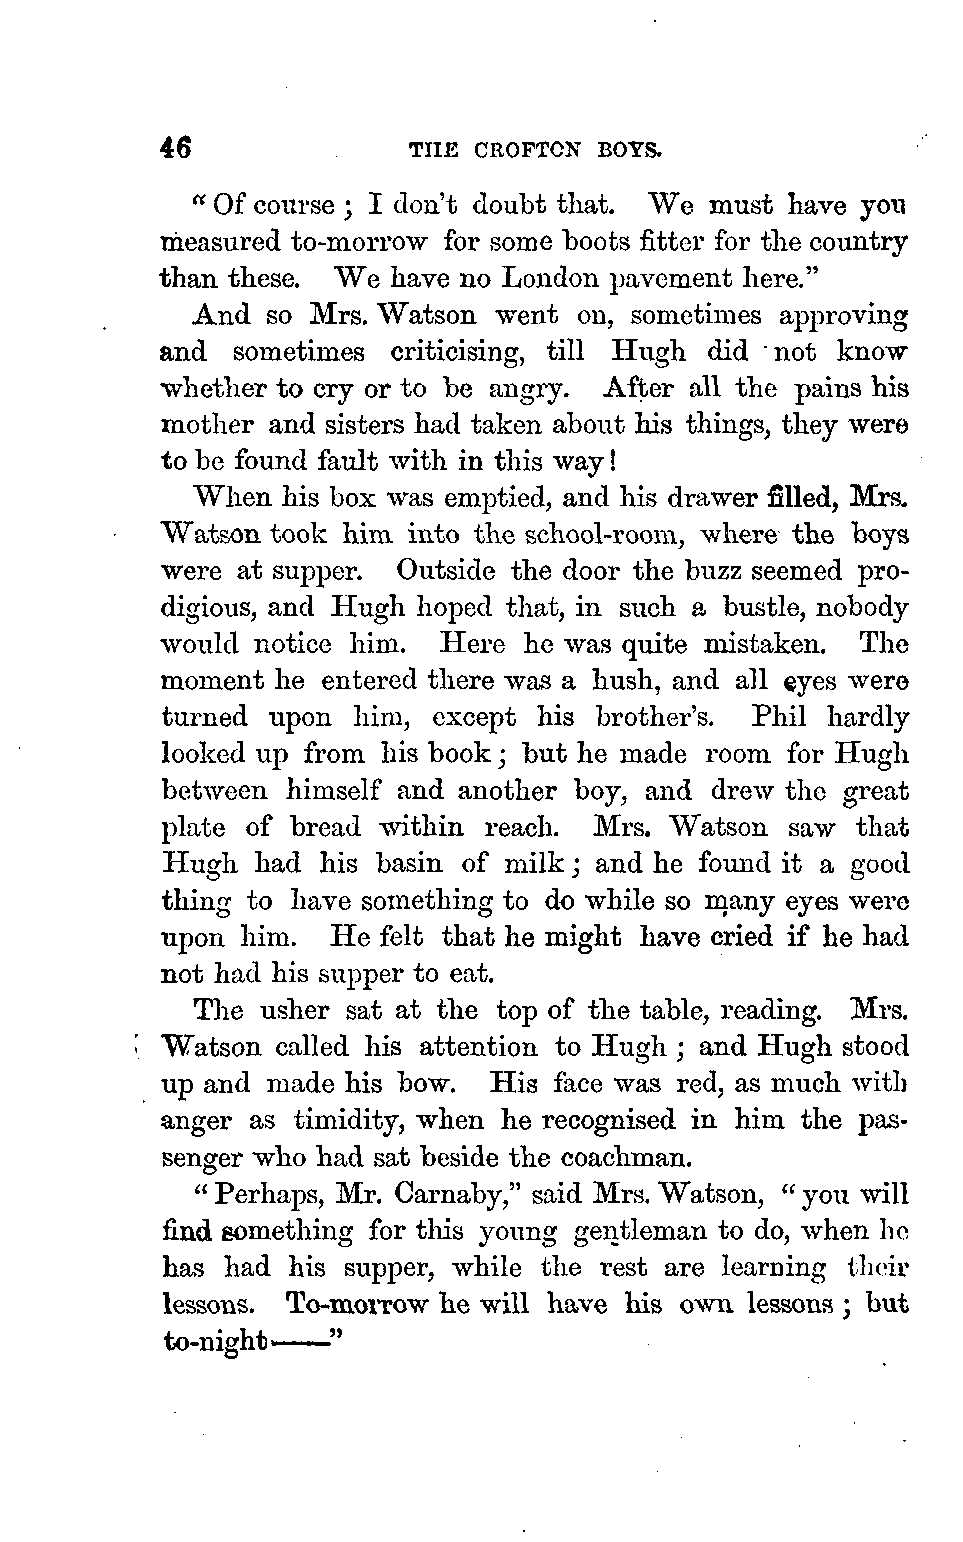 46 THE CROFTON BOYS.
“Of course; I don't doubt that. We must have you
measured to-morrow for some boots fitter for the country
than these. We have no London pavement here.”
And so Mrs. Watson went on, sometimes approving
and sometimes criticising, till Hugh did not know
whether to cry or to be angry. After all the pains his
mother and sisters had taken about his things, they were
to be found fault with in this way!
When his box was emptied, and his drawer filled, Mrs.
Watson took him into the school-room, where the boys
were at supper. Outside the door the buzz seemed pro-
digious, and Hugh hoped that, in such a bustle, nobody
would notice him. Here he was quite mistaken. The
moment he entered there was a hush, and all eyes were
turned upon him, except his brother's. Phil hardly
looked up from his book; but he made room for Hugh
between himself and another boy, and drew the great
plate of bread within reach. Mrs. Watson saw that
Hugh had his basin of milk; and he found it a good
thing to have something to do while so many eyes were
upon him. He felt that he might have cried if he had
not had his supper to eat.
The usher sat at the top of the table, reading. Mrs.
Watson called his attention to Hugh; and Hugh stood
up and made his bow. His face was red, as much with
anger as timidity, when he recognised in him the pas-
senger who had sat beside the coachman.
“Perhaps, Mr. Carnaby,” said Mrs. Watson, “you will
find something for this young gentleman to do, when he
has had his supper, while the rest are learning their
lessons. To-morrow he will have his own lessons; but
to-night——”